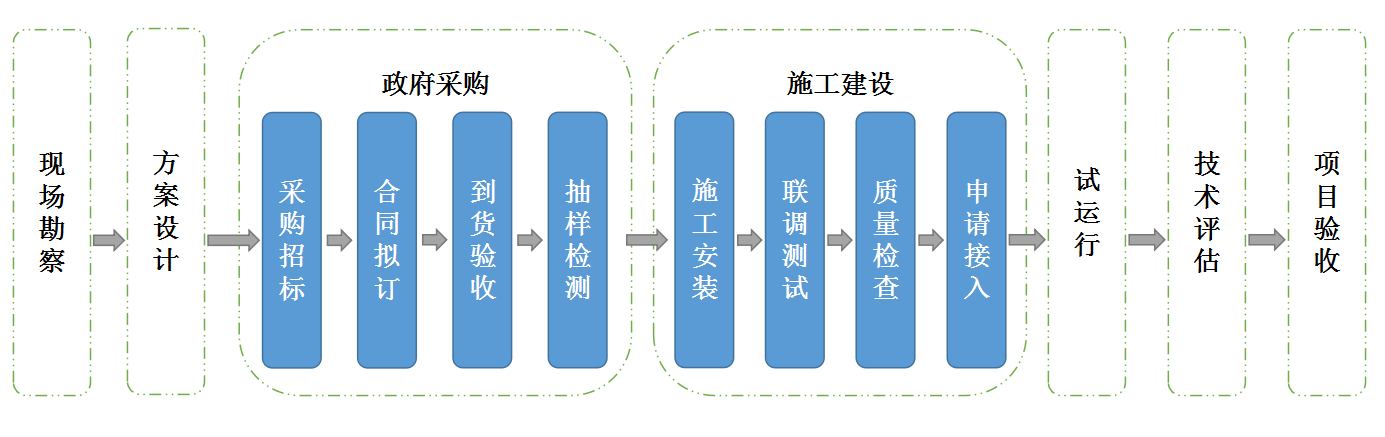 现场勘察
方案设计
政府采购
采购招标
合同拟订
到货验收
抽样检测
施工建设
施工安装
联调测试
质量检查
申请接入
试运行
技术评估
项目验收